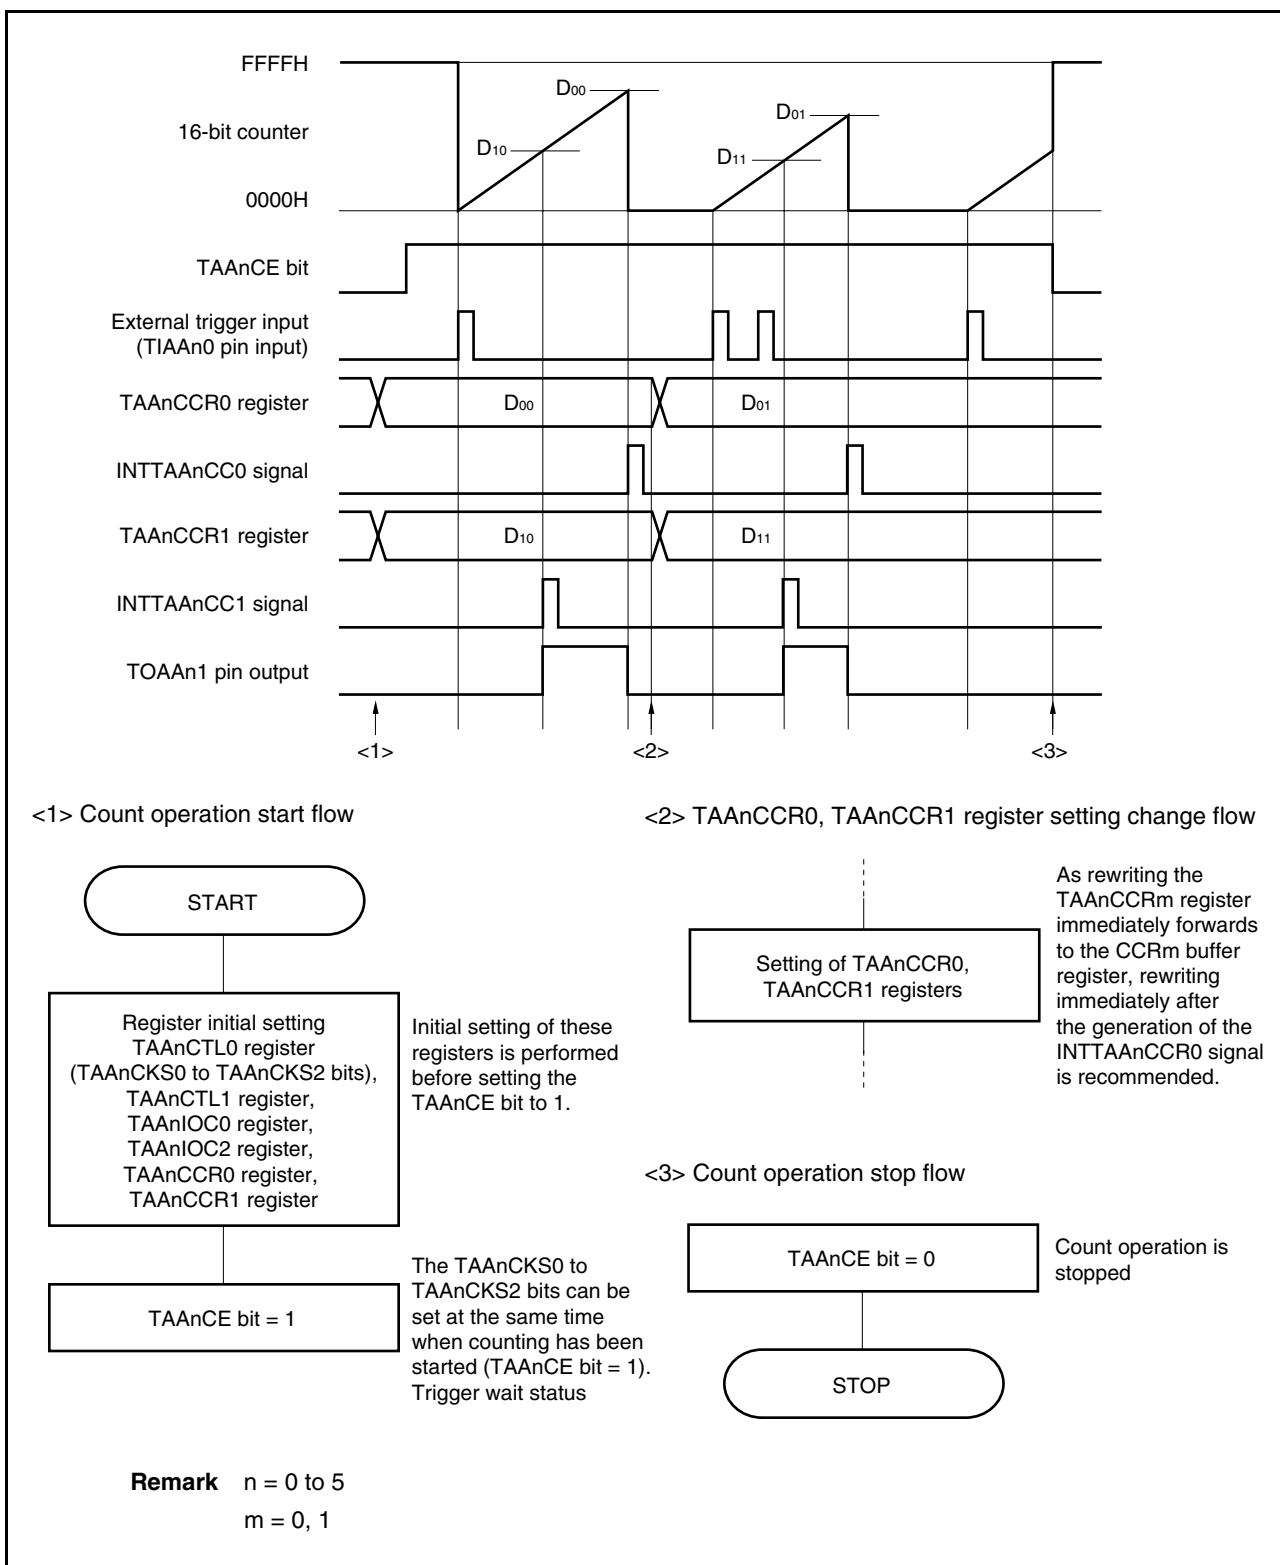 FFFFH
D00
D01
16-bit counter
D10
D11
0000H
TAAnCE bit
External trigger input
(TIAAn0 pin input)
TAAnCCR0 register
D00
D01
INTTAAnCC0 signal
TAAnCCR1 register
D10
D11
INTTAAnCC1 signal
TOAAn1 pin output
<1>
<2>
<3>
<1> Count operation start flow
START
Register initial setting
TAAnCTL0 register
(TAAnCKS0 to TAAnCKS2 bits),
TAAnCTL1 register,
TAAnIOC0 register,
TAAnIOC2 register,
TAAnCCR0 register,
TAAnCCR1 register
Initial setting of these
registers is performed
before setting the
TAAnCE bit to 1.
TAAnCE bit = 1
The TAAnCKS0 to
TAAnCKS2 bits can be
set at the same time
when counting has been
started (TAAnCE bit = 1).
Trigger wait status
<2> TAAnCCR0, TAAnCCR1 register setting change flow
Setting of TAAnCCR0,
TAAnCCR1 registers
As rewriting the
TAAnCCRm register
immediately forwards
to the CCRm buffer
register, rewriting
immediately after
the generation of the
INTTAAnCCR0 signal
is recommended.
<3> Count operation stop flow
TAAnCE bit = 0
Count operation is
stopped
STOP
Remark n = 0 to 5
m = 0, 1